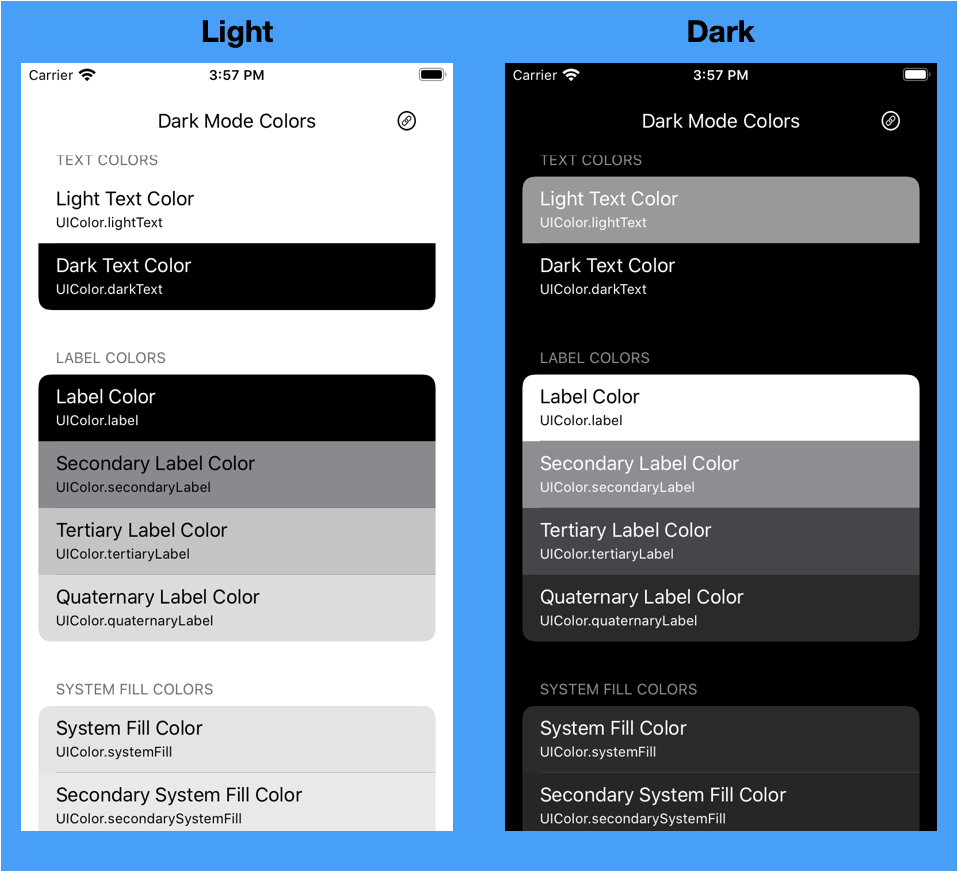 Light
Carrier
3:57 PM
Dark Mode Colors
TEXT COLORS
Light Text Color
UIColor.lightText
Dark Text Color
UIColor.darkText
LABEL COLORS
Label Color
UIColor.label
Secondary Label Color
UIColor.secondaryLabel
Tertiary Label Color
UIColor.tertiaryLabel
Quaternary Label Color
UIColor.quaternaryLabel
SYSTEM FILL COLORS
System Fill Color
UIColor.systemFill
Secondary System Fill Color
UIColor.secondarySystemFill
Dark
Carrier
3:57 PM
Dark Mode Colors
TEXT COLORS
Light Text Color
UIColor.lightText
Dark Text Color
UIColor.darkText
LABEL COLORS
Label Color
UIColor.label
Secondary Label Color
UIColor.secondaryLabel
Tertiary Label Color
UIColor.tertiaryLabel
Quaternary Label Color
UIColor.quaternaryLabel
SYSTEM FILL COLORS
System Fill Color
UIColor.systemFill
Secondary System Fill Color
UIColor.secondarySystemFill